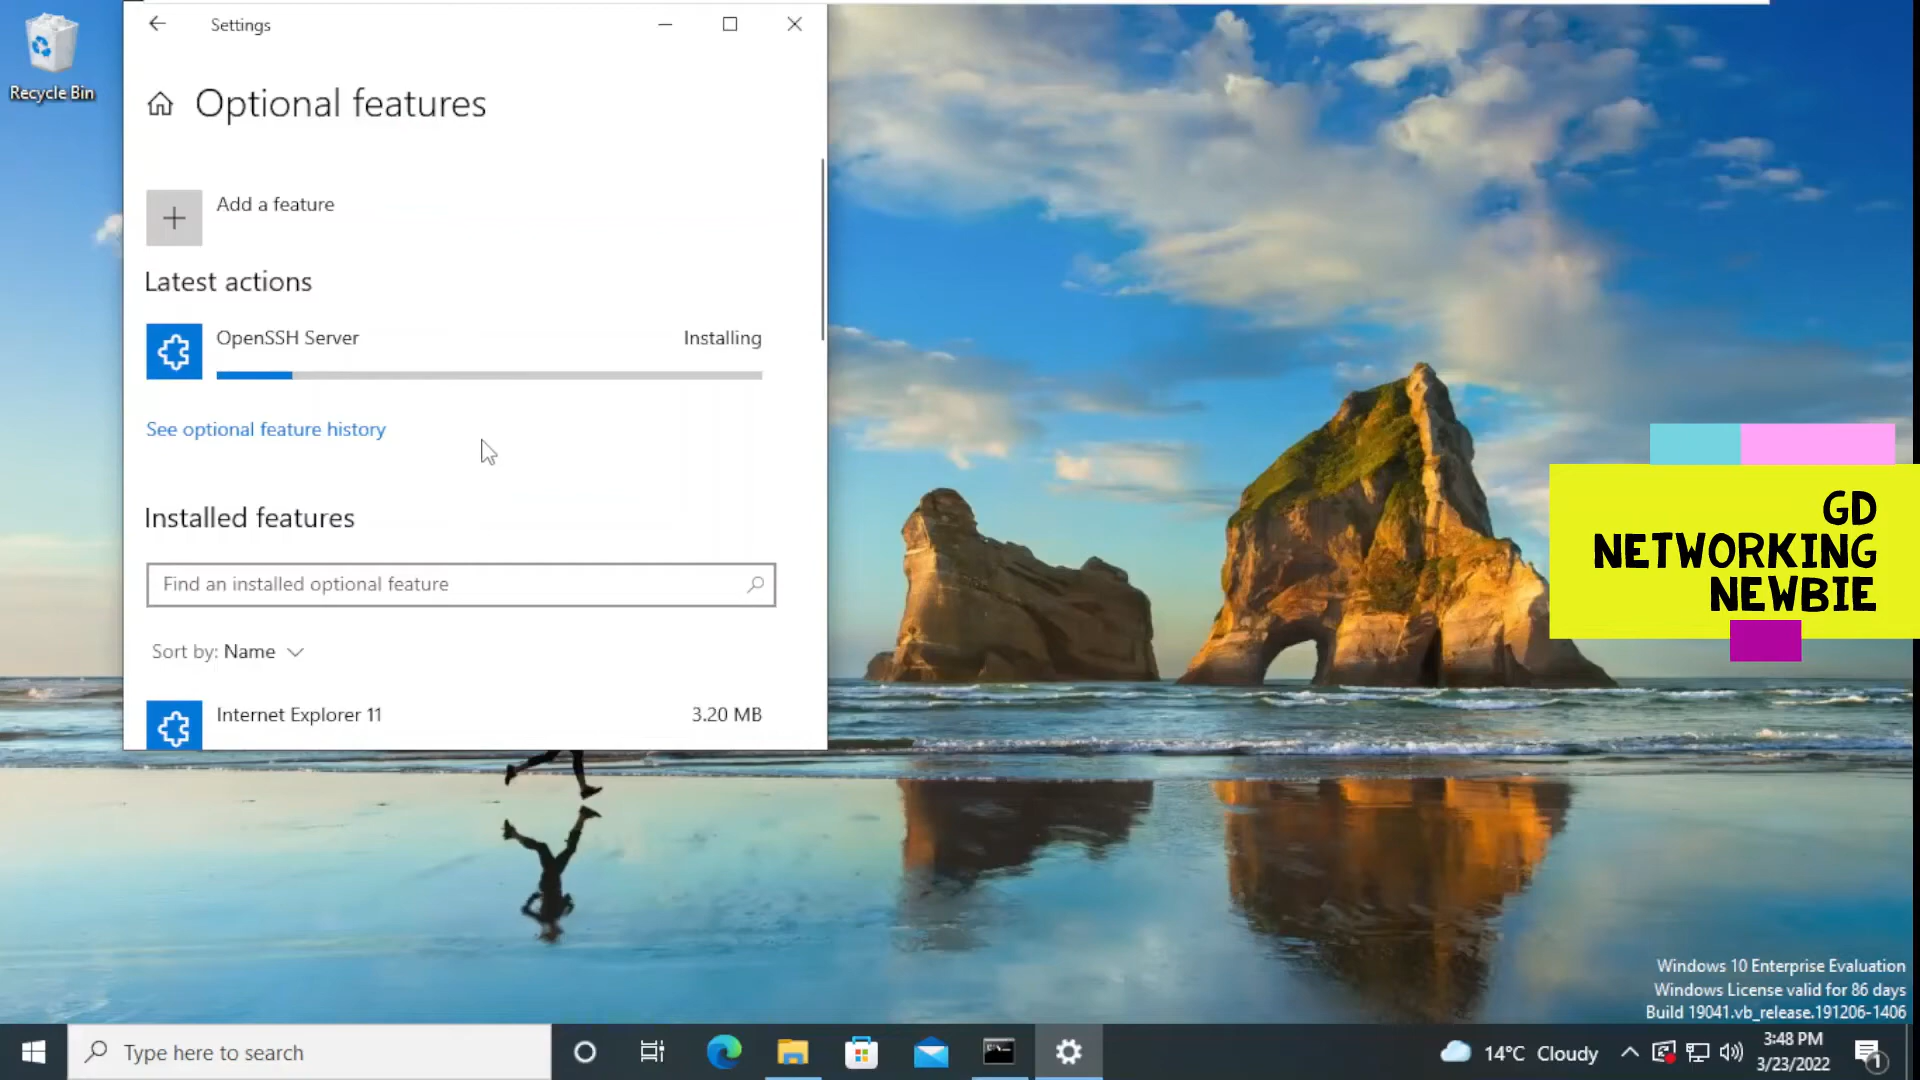 Recycle Bin
Settings
Optional features
Add a feature
Latest actions
OpenSSH Server
Installing
See optional feature history
Installed features
Find an installed optional feature
Sort by: Name
Internet Explorer 11
3.20 MB
GD
NETWORKING
NEWBIE
Windows 10 Enterprise Evaluation
Windows License valid for 86 days
Build 19041.vb_release.191206-1406
Type here to search
14°C Cloudy
3:48 PM
3/23/2022
1